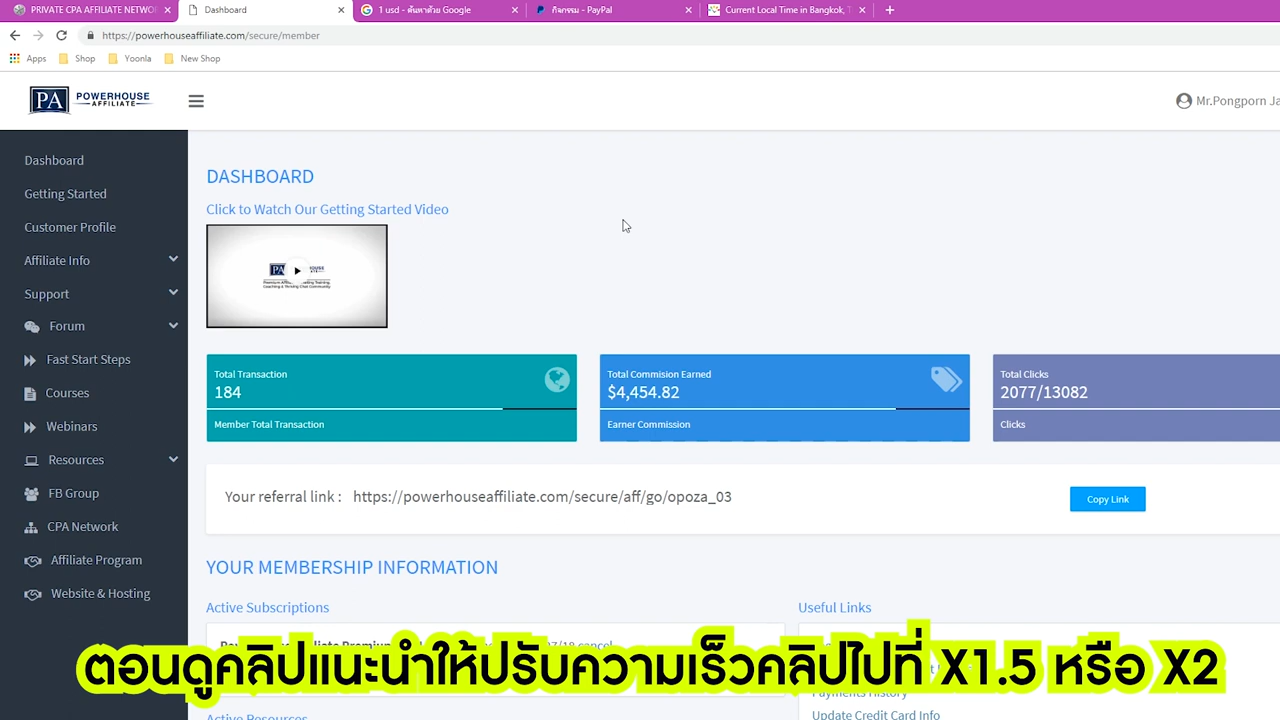 PRIVATE CPA AFFILIATE NETWOR
Dashboard
1 usd - ค้นหาด้วย Google
กิจกรรม - PayPal
Current Local Time in Bangkok, T
https://powerhouseaffiliate.com/secure/member
Apps
Shop
Yoonla
New Shop
PA POWERHOUSE AFFILIATE
Mr.Pongporn Ja
Dashboard
Getting Started
Customer Profile
Affiliate Info
Support
Forum
Fast Start Steps
Courses
Webinars
Resources
FB Group
CPA Network
Affiliate Program
Website & Hosting
DASHBOARD
Click to Watch Our Getting Started Video
Total Transaction
184
Member Total Transaction
Total Commision Earned
$4,454.82
Earner Commission
Total Clicks
2077/13082
Clicks
Your referral link : https://powerhouseaffiliate.com/secure/aff/go/opoza_03
Copy Link
YOUR MEMBERSHIP INFORMATION
Active Subscriptions
Useful Links
ตอนดูคลิปแนะนำให้ปรับความเร็วคลิปไปที่ X1.5 หรือ X2
Payments History
Update Credit Card Info
Active Resources